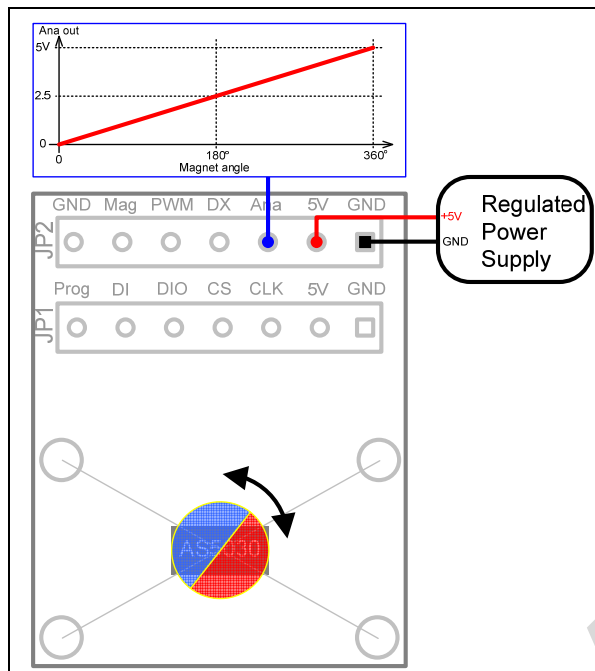 Ana out
5V
2.5
0
0
180°
360°
Magnet angle
GND Mag PWM DX Ana 5V GND
JP2
+5V
GND
Regulated
Power
Supply
Prog DI DIO CS CLK 5V GND
JP1
AS5030